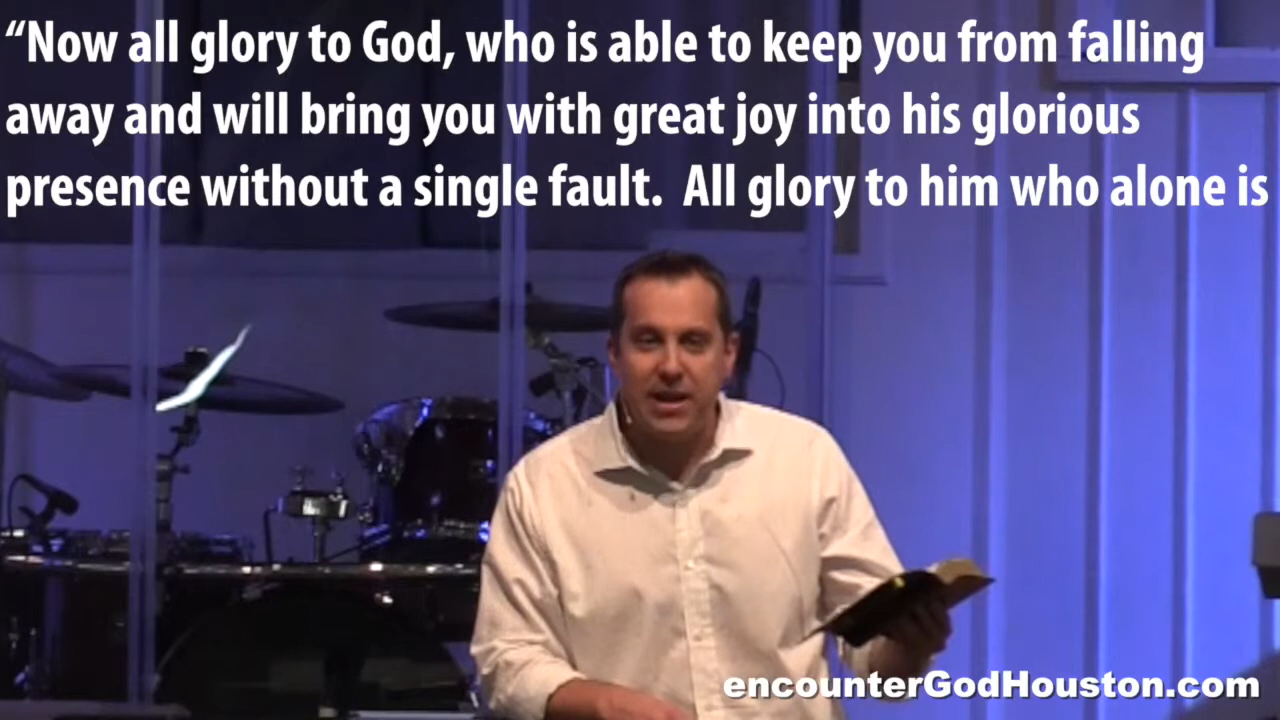 “Now all glory to God, who is able to keep you from falling
away and will bring you with great joy into his glorious
presence without a single fault.  All glory to him who alone is
encounterGodHouston.com